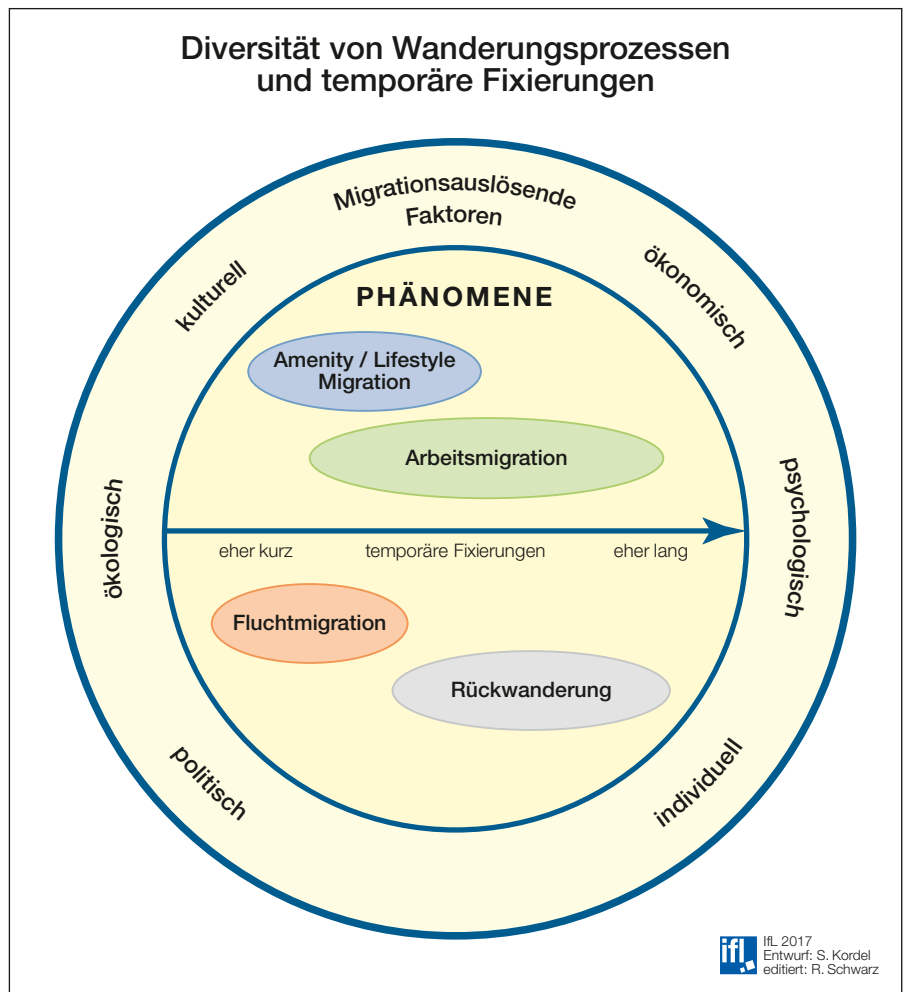 Diversität von Wanderungsprozessen
und temporäre Fixierungen
Migrationsauslösende
Faktoren
kulturell
ökonomisch
PHÄNOMENE
Amenity / Lifestyle
Migration
Arbeitsmigration
ökologisch
psychologisch
eher kurz
temporäre Fixierungen
eher lang
Fluchtmigration
Rückwanderung
politisch
individuell
ifl
IfL 2017
Entwurf: S. Kordel
editiert: R. Schwarz